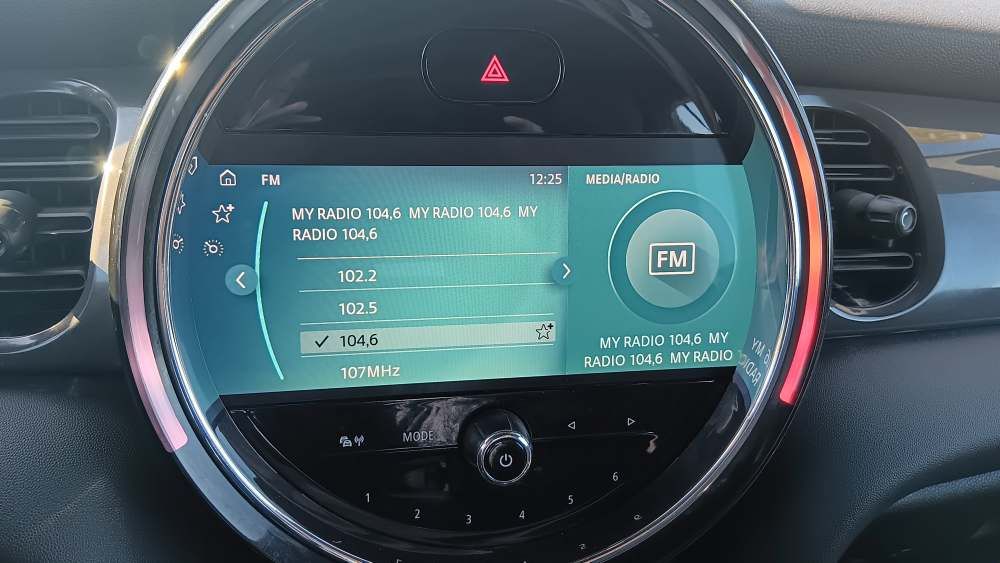 FM
12:25
MEDIA/RADIO
MY RADIO 104,6 MY RADIO 104,6 MY
RADIO 104,6
102.2
102.5
104,6
107MHz
FM
MY RADIO 104,6 MY
RADIO 104,6 MY RADIO
MY
RADIO
MODE
1
2
3
4
5
6